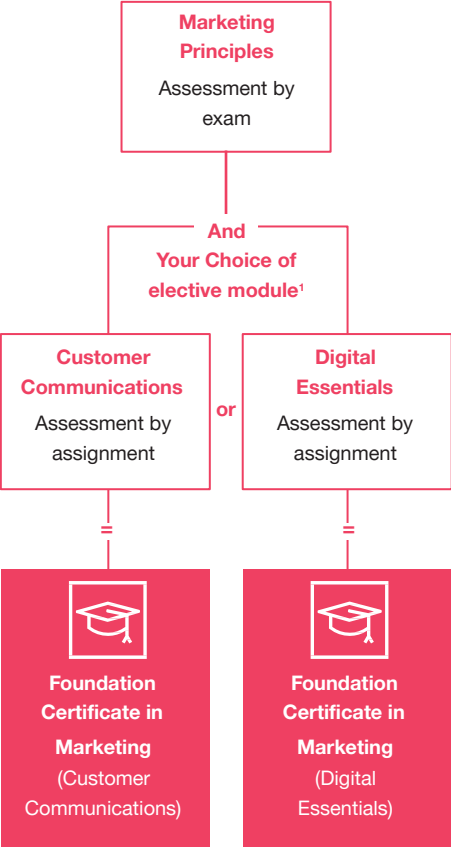 Marketing
Principles
Assessment by
exam
And
Your Choice of
elective module¹
Customer
Communications
Assessment by
assignment
or
Digital
Essentials
Assessment by
assignment
=
=
Foundation
Certificate in
Marketing
(Customer
Communications)
Foundation
Certificate in
Marketing
(Digital
Essentials)